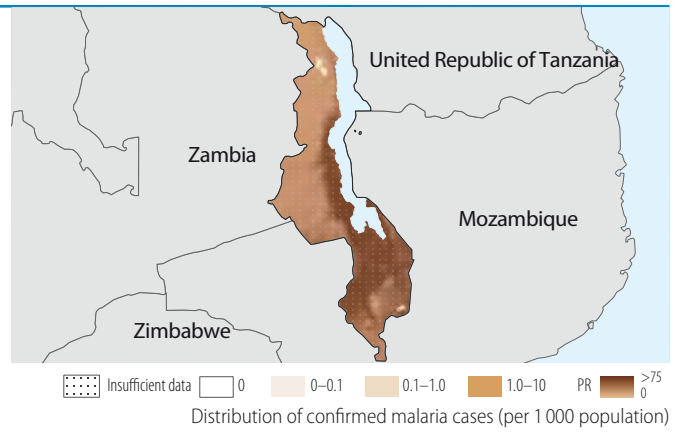 United Republic of Tanzania
Zambia
Mozambique
Zimbabwe
Insufficient data 0 0–0.1 0.1–1.0 1.0–10 PR >75
0
Distribution of confirmed malaria cases (per 1 000 population)